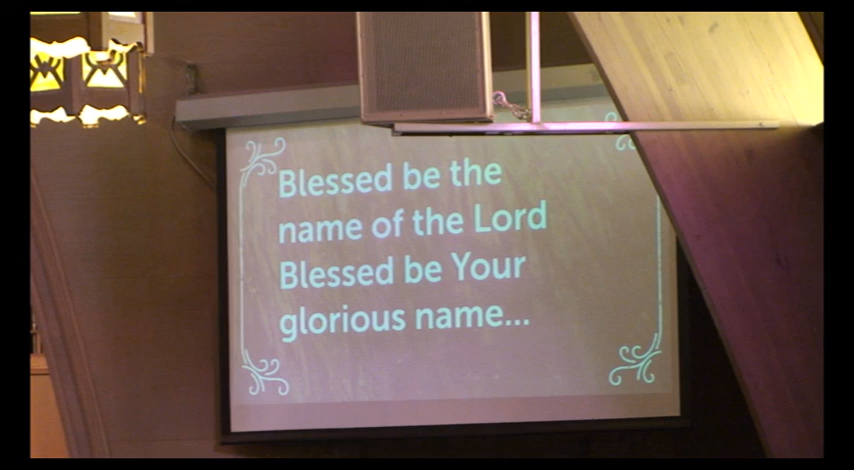 Blessed be the
name of the Lord
Blessed be Your
glorious name...